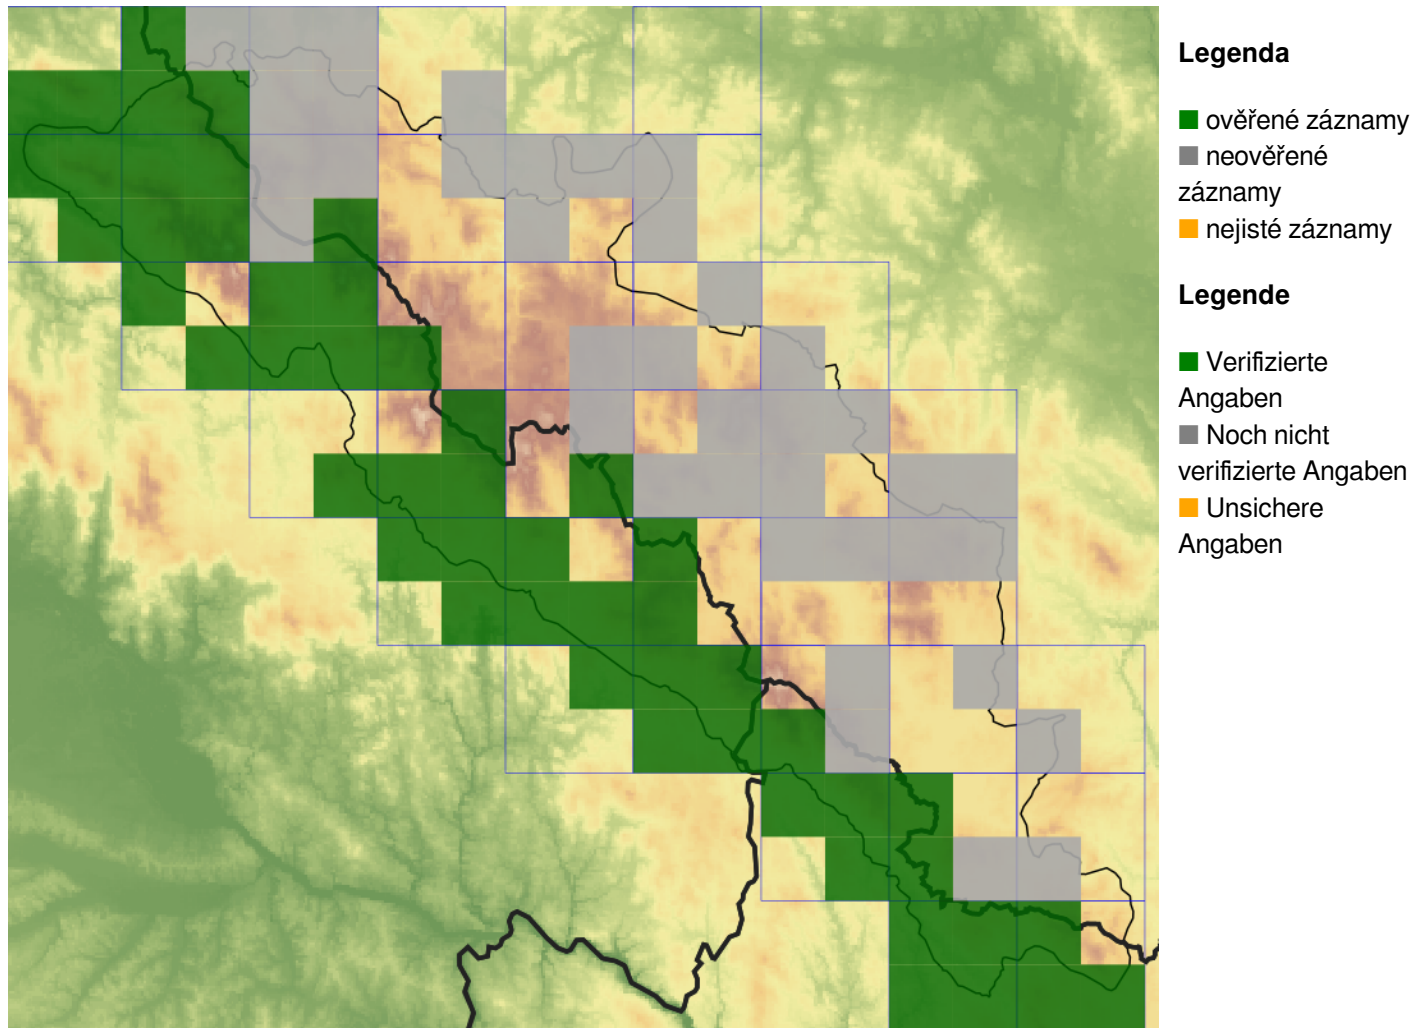 Legenda
ověřené záznamy
neověřené
záznamy
nejisté záznamy
Legende
Verifizierte
Angaben
Noch nicht
verifizierte Angaben
Unsichere
Angaben